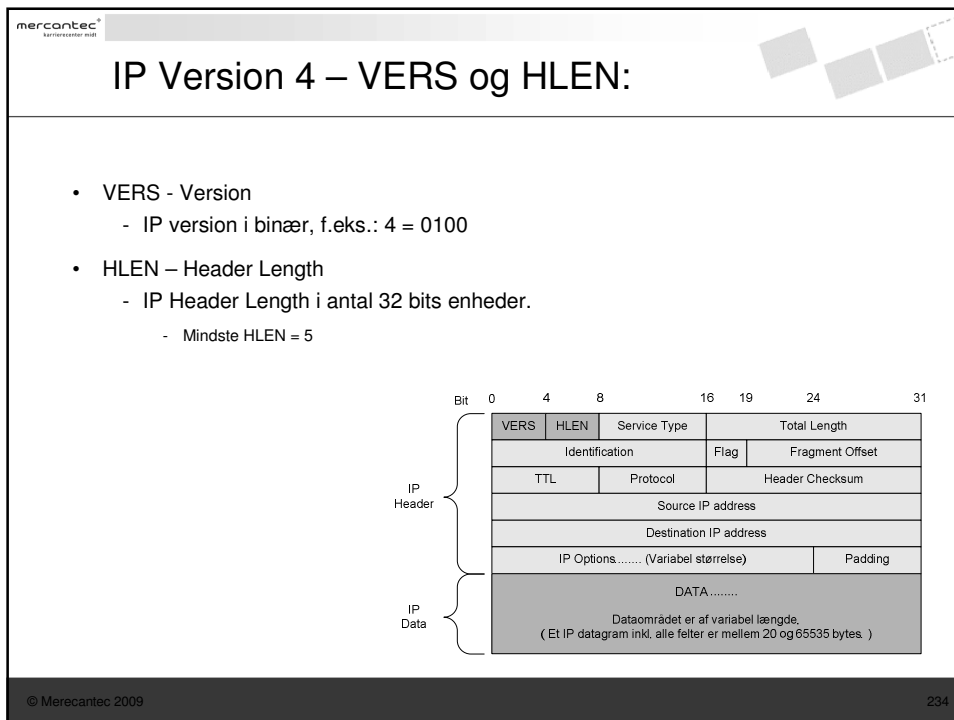 mercantec+
karrierecenter midt
IP Version 4 – VERS og HLEN:
• VERS - Version
- IP version i binær, f.eks.: 4 = 0100
• HLEN – Header Length
- IP Header Length i antal 32 bits enheder.
- Mindste HLEN = 5
Bit 0 4 8 16 19 24 31
VERS HLEN Service Type Total Length
Identification Flag Fragment Offset
TTL Protocol Header Checksum
Source IP address
Destination IP address
IP Options........ (Variabel størrelse) Padding
IP
Header
DATA........
Dataområdet er af variabel længde,
( Et IP datagram inkl. alle felter er mellem 20 og 65535 bytes. )
IP
Data
© Merecantec 2009 234